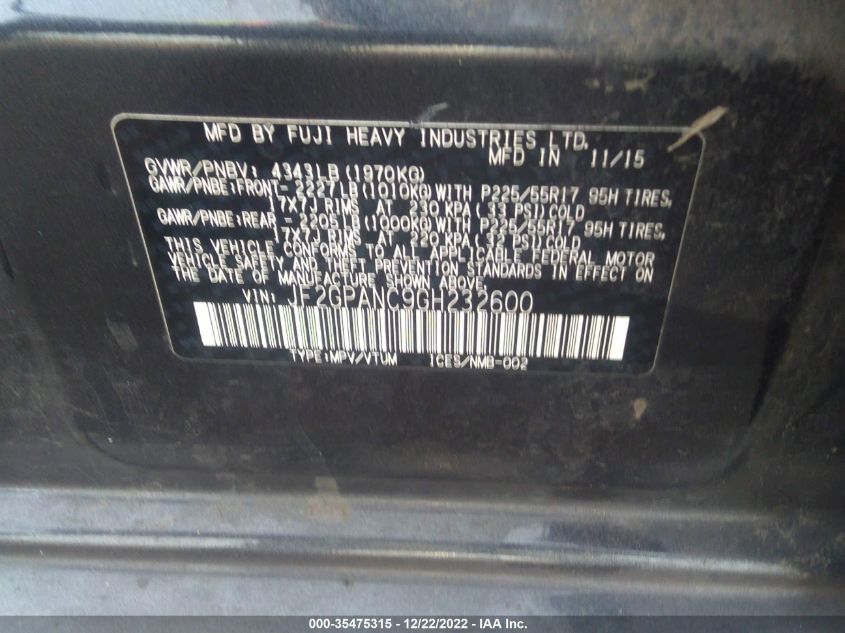 MFD BY FUJI HEAVY INDUSTRIES LTD.
MFD IN 11/15
GVWR/PNBV: 4343LB(1970KG)
GAWR/PNBE:FRONT- 2227LB(1010KG)WITH P225/55R17 95H TIRES,
17X7J RIMS AT 230 KPA( 33 PSI)COLD
GAWR/PNBE:REAR - 2205LB(1000KG)WITH P225/55R17 95H TIRES,
17X7J RIMS AT 220 KPA( 32 PSI)COLD
THIS VEHICLE CONFORMS TO ALL APPLICABLE FEDERAL MOTOR
VEHICLE SAFETY AND THEFT PREVENTION STANDARDS IN EFFECT ON
THE DATE OF MANUFACTURE SHOWN ABOVE.
VIN: JF2GPANC9GH232600
TYPE:MPV/VTUM ICES/NMB-002
000-35475315 - 12/22/2022 - IAA Inc.